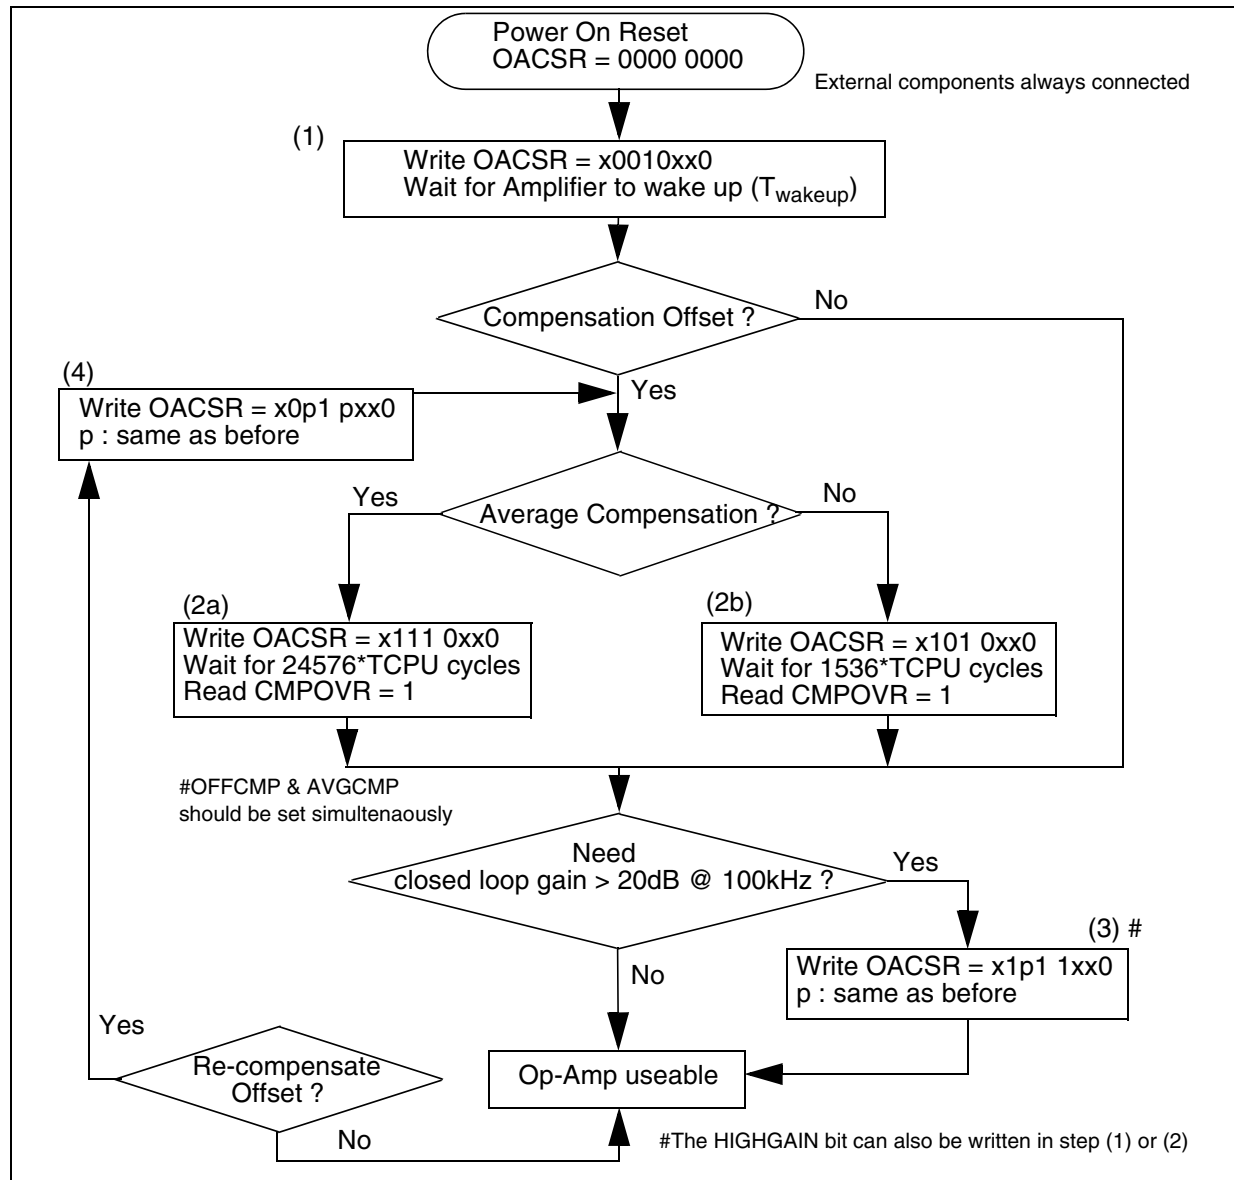 Power On Reset
OACSR = 0000 0000
External components always connected
(1)
Write OACSR = x0010xx0
Wait for Amplifier to wake up (Twakeup)
Compensation Offset ?
No
Yes
(4)
Write OACSR = x0p1 pxx0
p : same as before
Average Compensation ?
Yes
No
(2a)
Write OACSR = x111 0xx0
Wait for 24576*TCPU cycles
Read CMPOVR = 1
(2b)
Write OACSR = x101 0xx0
Wait for 1536*TCPU cycles
Read CMPOVR = 1
#OFFCMP & AVGCMP
should be set simultenaously
Need
closed loop gain > 20dB @ 100kHz ?
Yes
No
(3) #
Write OACSR = x1p1 1xx0
p : same as before
Yes
Re-compensate
Offset ?
No
Op-Amp useable
#The HIGHGAIN bit can also be written in step (1) or (2)